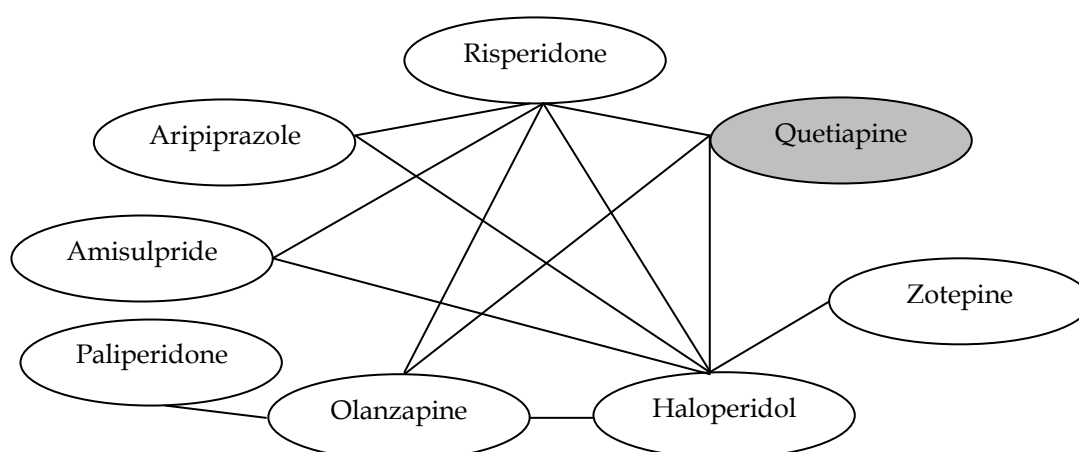 Risperidone
Aripiprazole
Quetiapine
Amisulpride
Zotepine
Paliperidone
Olanzapine
Haloperidol